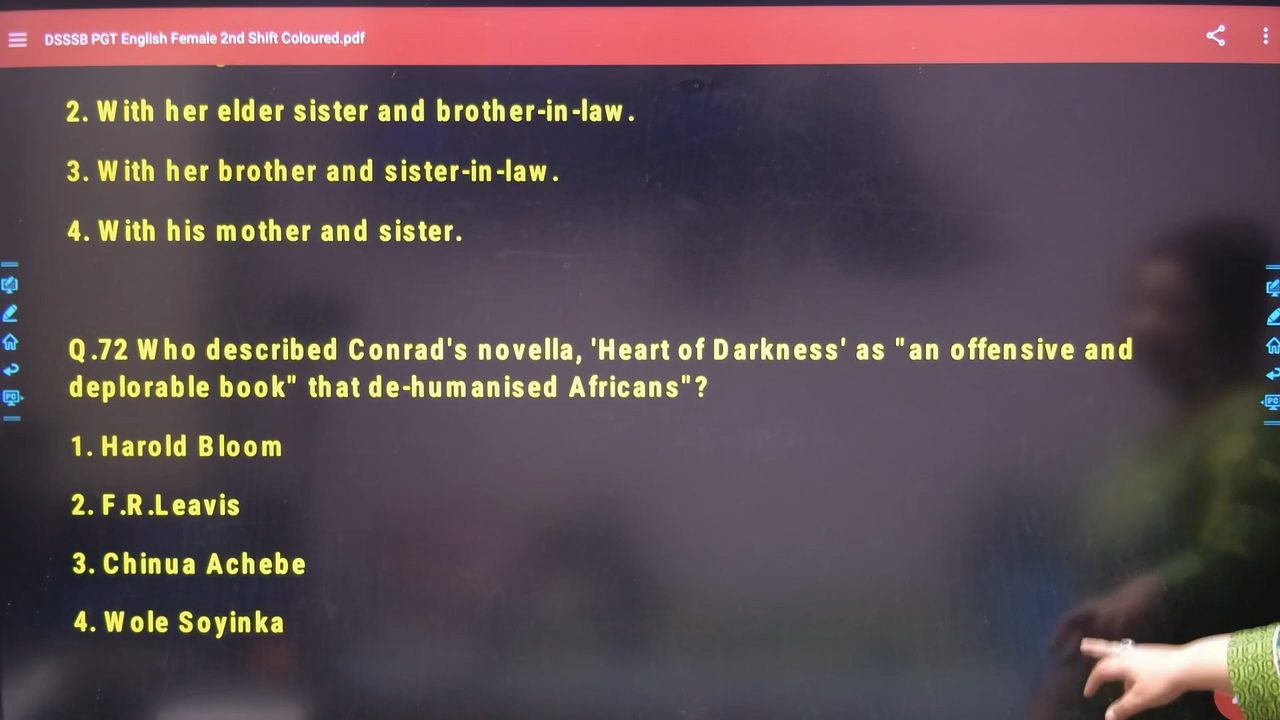 DSSSB PGT English Female 2nd Shift Coloured.pdf
2. With her elder sister and brother-in-law.
3. With her brother and sister-in-law.
4. With his mother and sister.
Q.72 Who described Conrad's novella, 'Heart of Darkness' as "an offensive and
deplorable book" that de-humanised Africans"?
1. Harold Bloom
2. F.R.Leavis
3. Chinua Achebe
4. Wole Soyinka